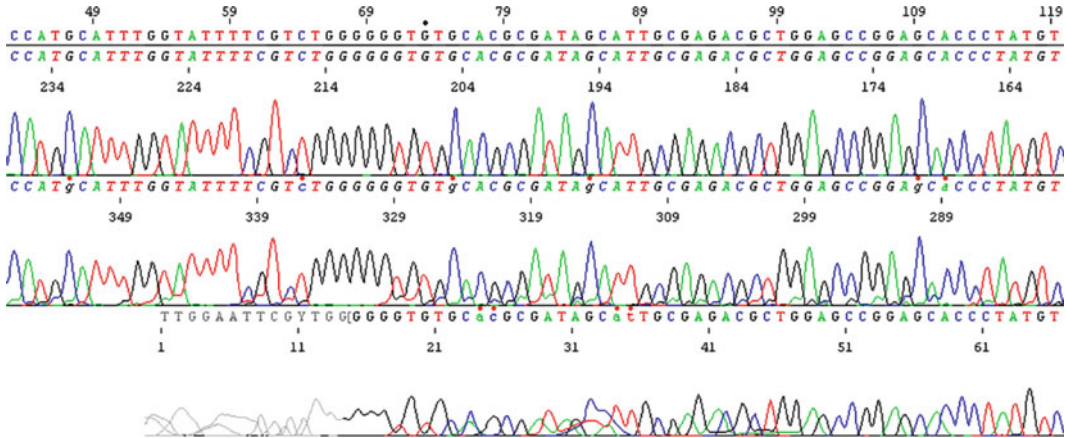 49 59 69 79 89 99 109 119
CCATGCATTTGGTATTTTCGTCTGGGGGGTGTGCACGCGATAGCATTGCGAGACGCTGGAGCCGGAGCACCCTATGT
CCATGCATTTGGTATTTTCGTCTGGGGGGTGTGCACGCGATAGCATTGCGAGACGCTGGAGCCGGAGCACCCTATGT
234 224 214 204 194 184 174 164
CCATgCATTTGGTATTTTCGTcTGGGGGGTGTgCACGCGATAgCATTGCGAGACGCTGGAGCCGGAgCaCCCTATGT
349 339 329 319 309 299 289
TTGGAATTCGYTGG[GGGGTGTGCacGCGATAGCatTGCGAGACGCTGGAGCCGGAGCACCCTATGT
1 11 21 31 41 51 61